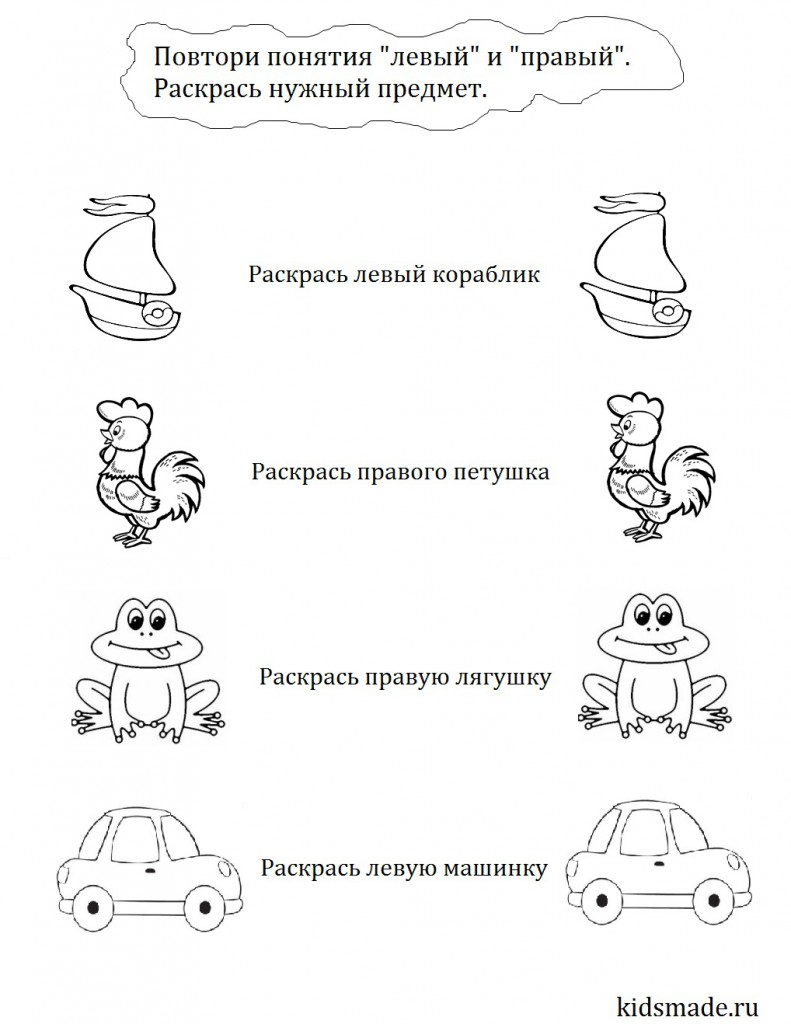 Повтори понятия "левый" и "правый".
Раскрась нужный предмет.
Раскрась левый кораблик
Раскрась правого петушка
Раскрась правую лягушку
Раскрась левую машинку
kidsmade.ru